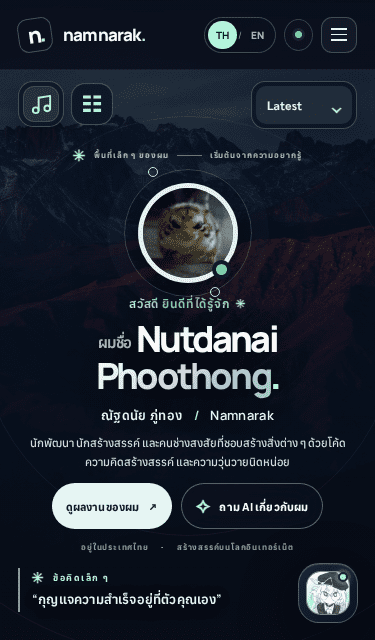 n. namnarak.
TH / EN
Latest
พื้นที่เล็ก ๆ ของผม — เริ่มต้นจากความอยากรู้
สวัสดี ยินดีที่ได้รู้จัก
ผมชื่อ Nutdanai
Phoothong.
ณัฐดนัย ภู่ทอง / Namnarak
นักพัฒนา นักสร้างสรรค์ และคนช่างสงสัยที่ชอบสร้างสิ่งต่าง ๆ ด้วยโค้ด
ความคิดสร้างสรรค์ และความวุ่นวายนิดหน่อย
ดูผลงานของผม ↗
ถาม AI เกี่ยวกับผม
อยู่ในประเทศไทย · สร้างสรรค์บนโลกอินเทอร์เน็ต
ข้อคิดเล็ก ๆ
“กุญแจความสำเร็จอยู่ที่ตัวคุณเอง”